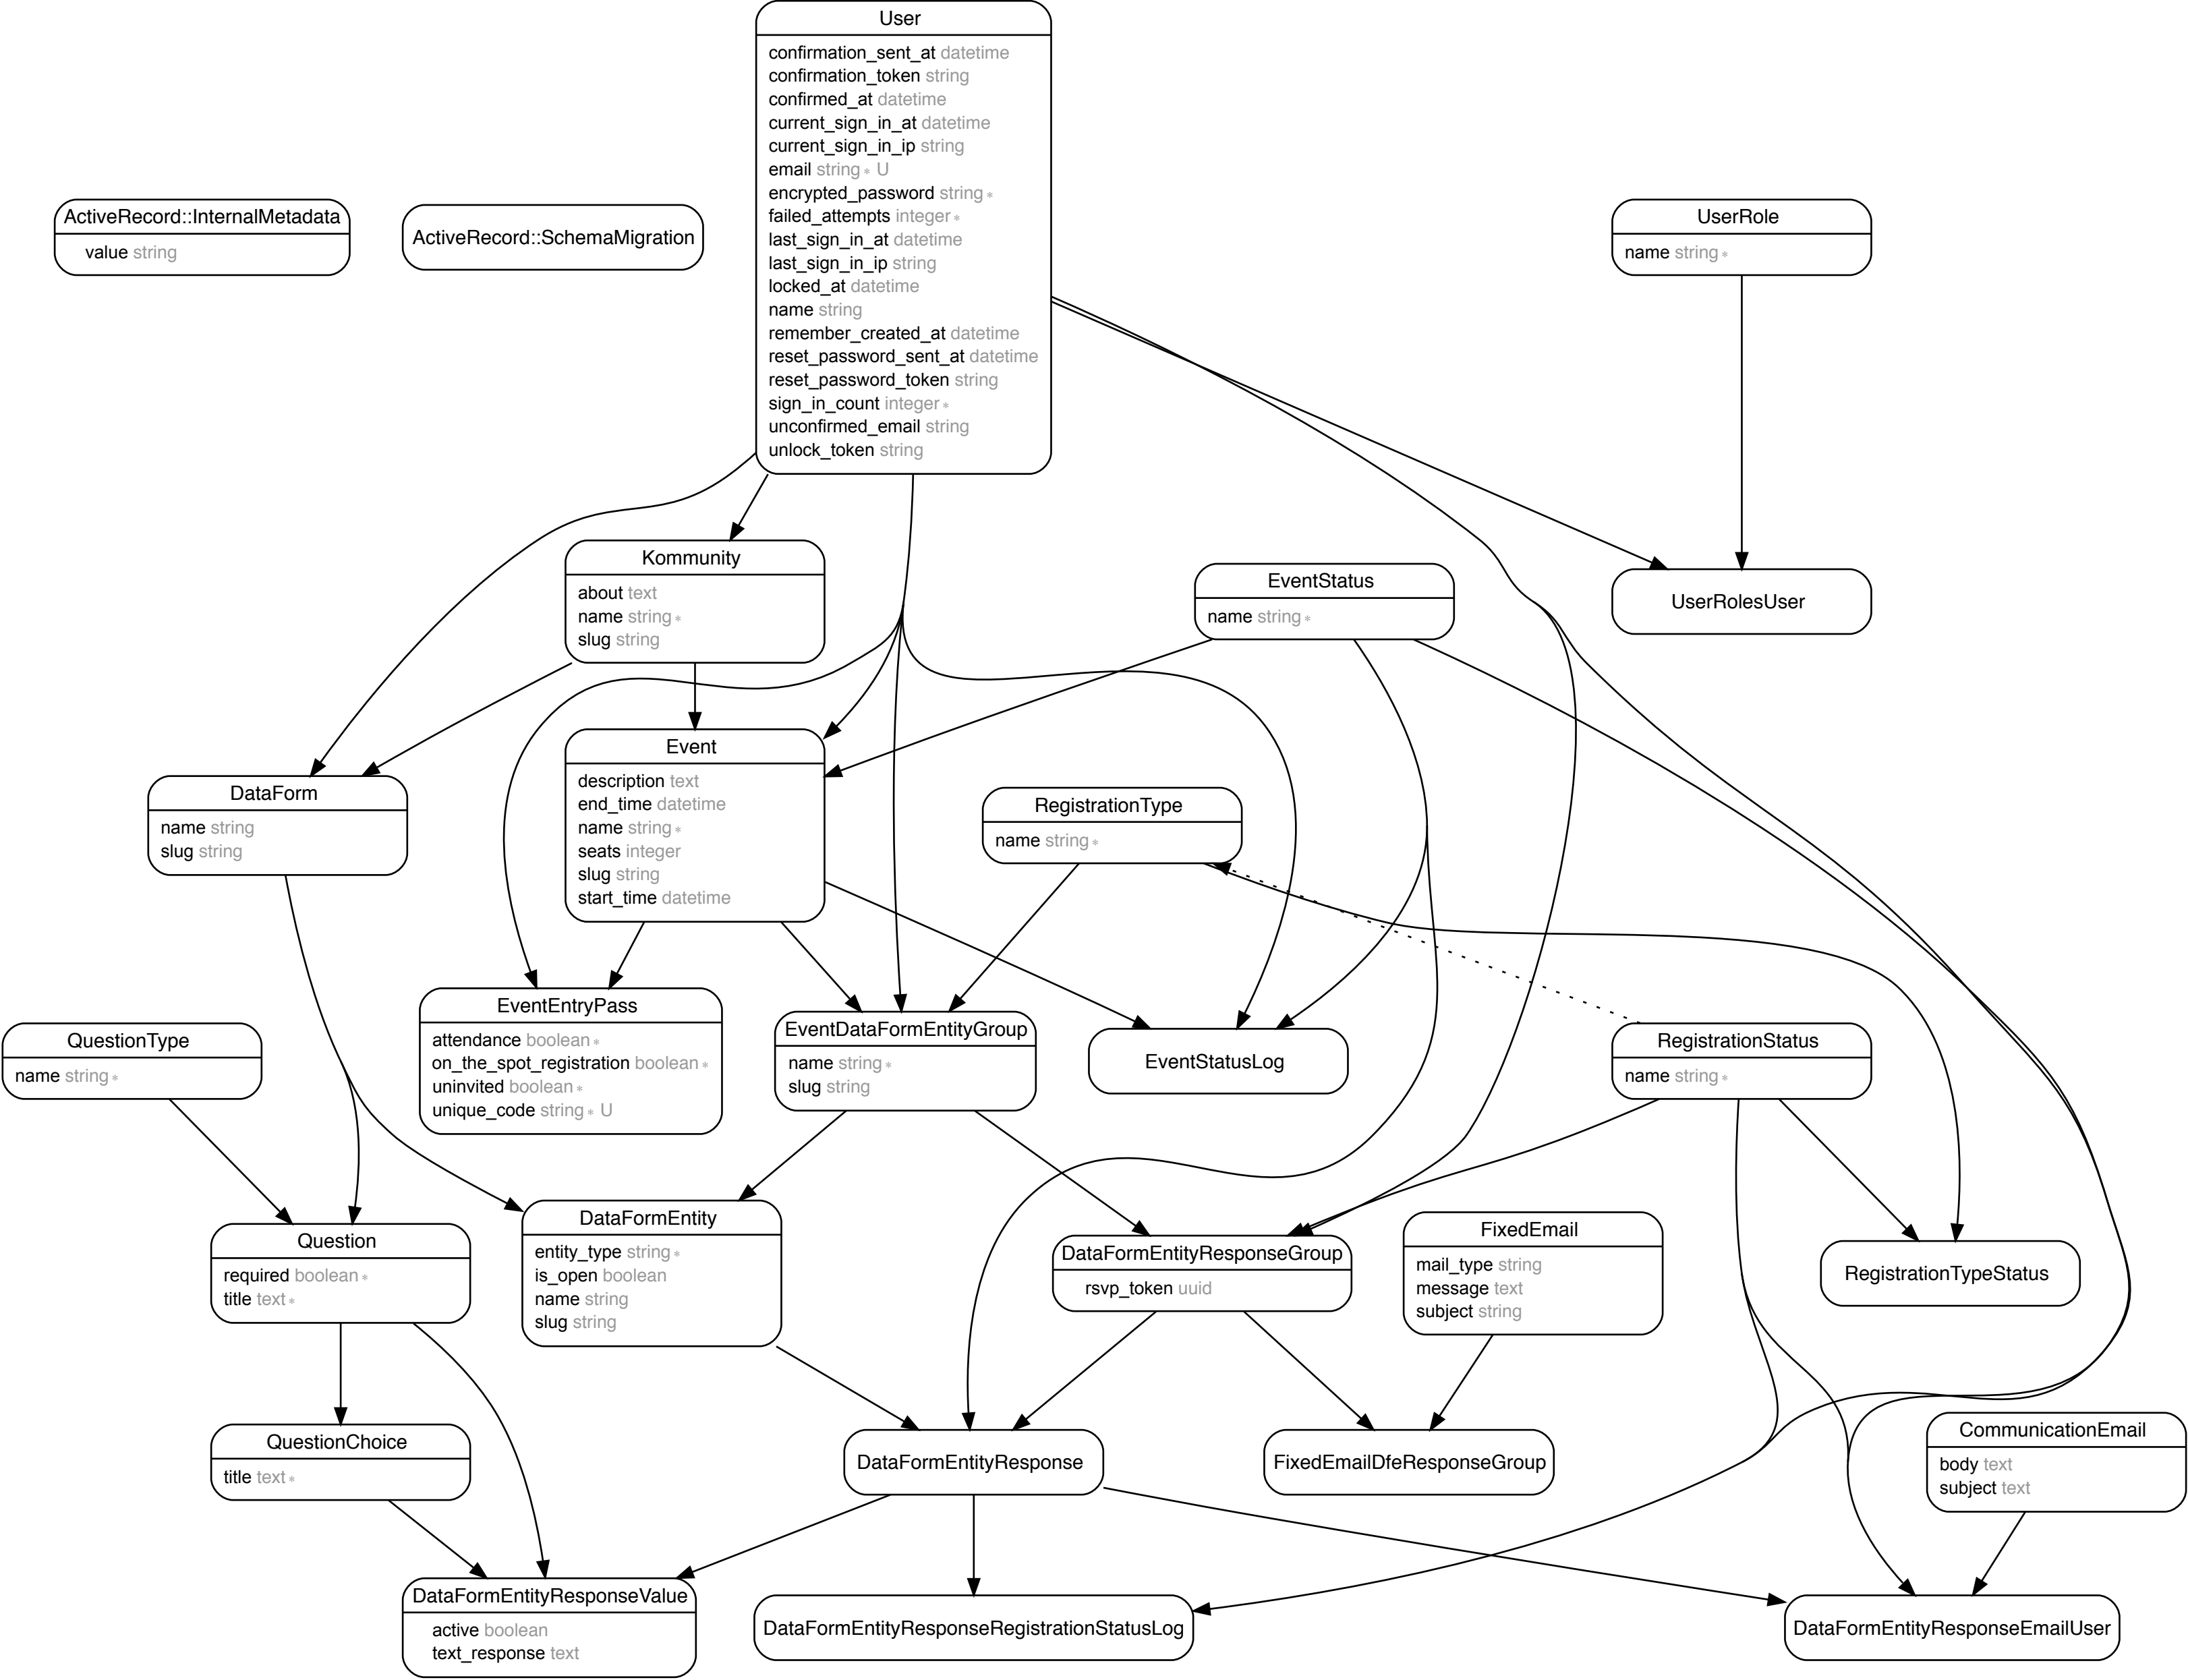 User
confirmation_sent_at datetime
confirmation_token string
confirmed_at datetime
current_sign_in_at datetime
current_sign_in_ip string
email string * U
encrypted_password string *
failed_attempts integer *
last_sign_in_at datetime
last_sign_in_ip string
locked_at datetime
name string
remember_created_at datetime
reset_password_sent_at datetime
reset_password_token string
sign_in_count integer *
unconfirmed_email string
unlock_token string
ActiveRecord::InternalMetadata
value string
ActiveRecord::SchemaMigration
UserRole
name string *
Kommunity
about text
name string *
slug string
EventStatus
name string *
UserRolesUser
Event
description text
end_time datetime
name string *
seats integer
slug string
start_time datetime
DataForm
name string
slug string
RegistrationType
name string *
EventEntryPass
attendance boolean *
on_the_spot_registration boolean *
uninvited boolean *
unique_code string * U
EventDataFormEntityGroup
name string *
slug string
EventStatusLog
QuestionType
name string *
RegistrationStatus
name string *
Question
required boolean *
title text *
DataFormEntity
entity_type string *
is_open boolean
name string
slug string
DataFormEntityResponseGroup
rsvp_token uuid
FixedEmail
mail_type string
message text
subject string
RegistrationTypeStatus
QuestionChoice
title text *
DataFormEntityResponse
FixedEmailDfeResponseGroup
CommunicationEmail
body text
subject text
DataFormEntityResponseValue
active boolean
text_response text
DataFormEntityResponseRegistrationStatusLog
DataFormEntityResponseEmailUser